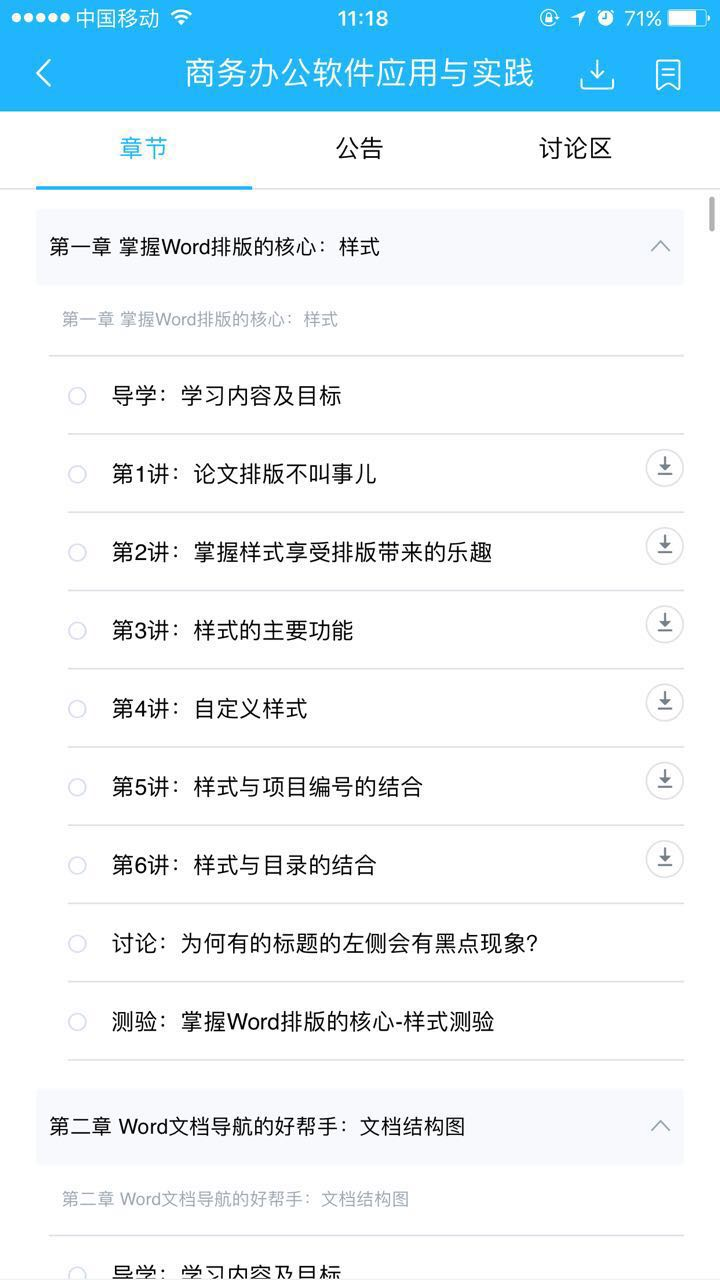 中国移动 11:18 71%
商务办公软件应用与实践
章节 公告 讨论区
第一章 掌握Word排版的核心：样式
第一章 掌握Word排版的核心：样式
导学：学习内容及目标
第1讲：论文排版不叫事儿
第2讲：掌握样式享受排版带来的乐趣
第3讲：样式的主要功能
第4讲：自定义样式
第5讲：样式与项目编号的结合
第6讲：样式与目录的结合
讨论：为何有的标题的左侧会有黑点现象?
测验：掌握Word排版的核心-样式测验
第二章 Word文档导航的好帮手：文档结构图
第二章 Word文档导航的好帮手：文档结构图
导学：学习内容及目标